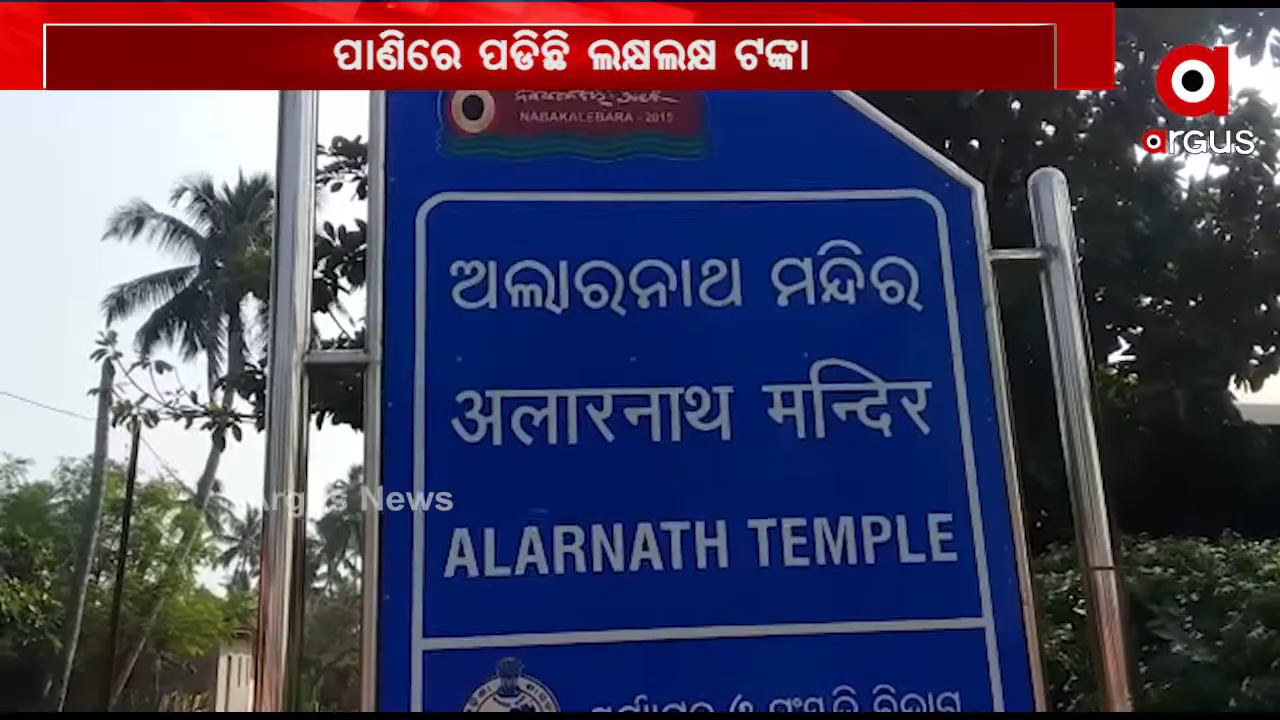 ପାଣିରେ ପଡିଛି ଲକ୍ଷଲକ୍ଷ ଟଙ୍କା
argus
NABAKALEBARA - 2015
ଅଲାରନାଥ ମନ୍ଦିର
अलारनाथ मन्दिर
Argus News
ALARNATH TEMPLE